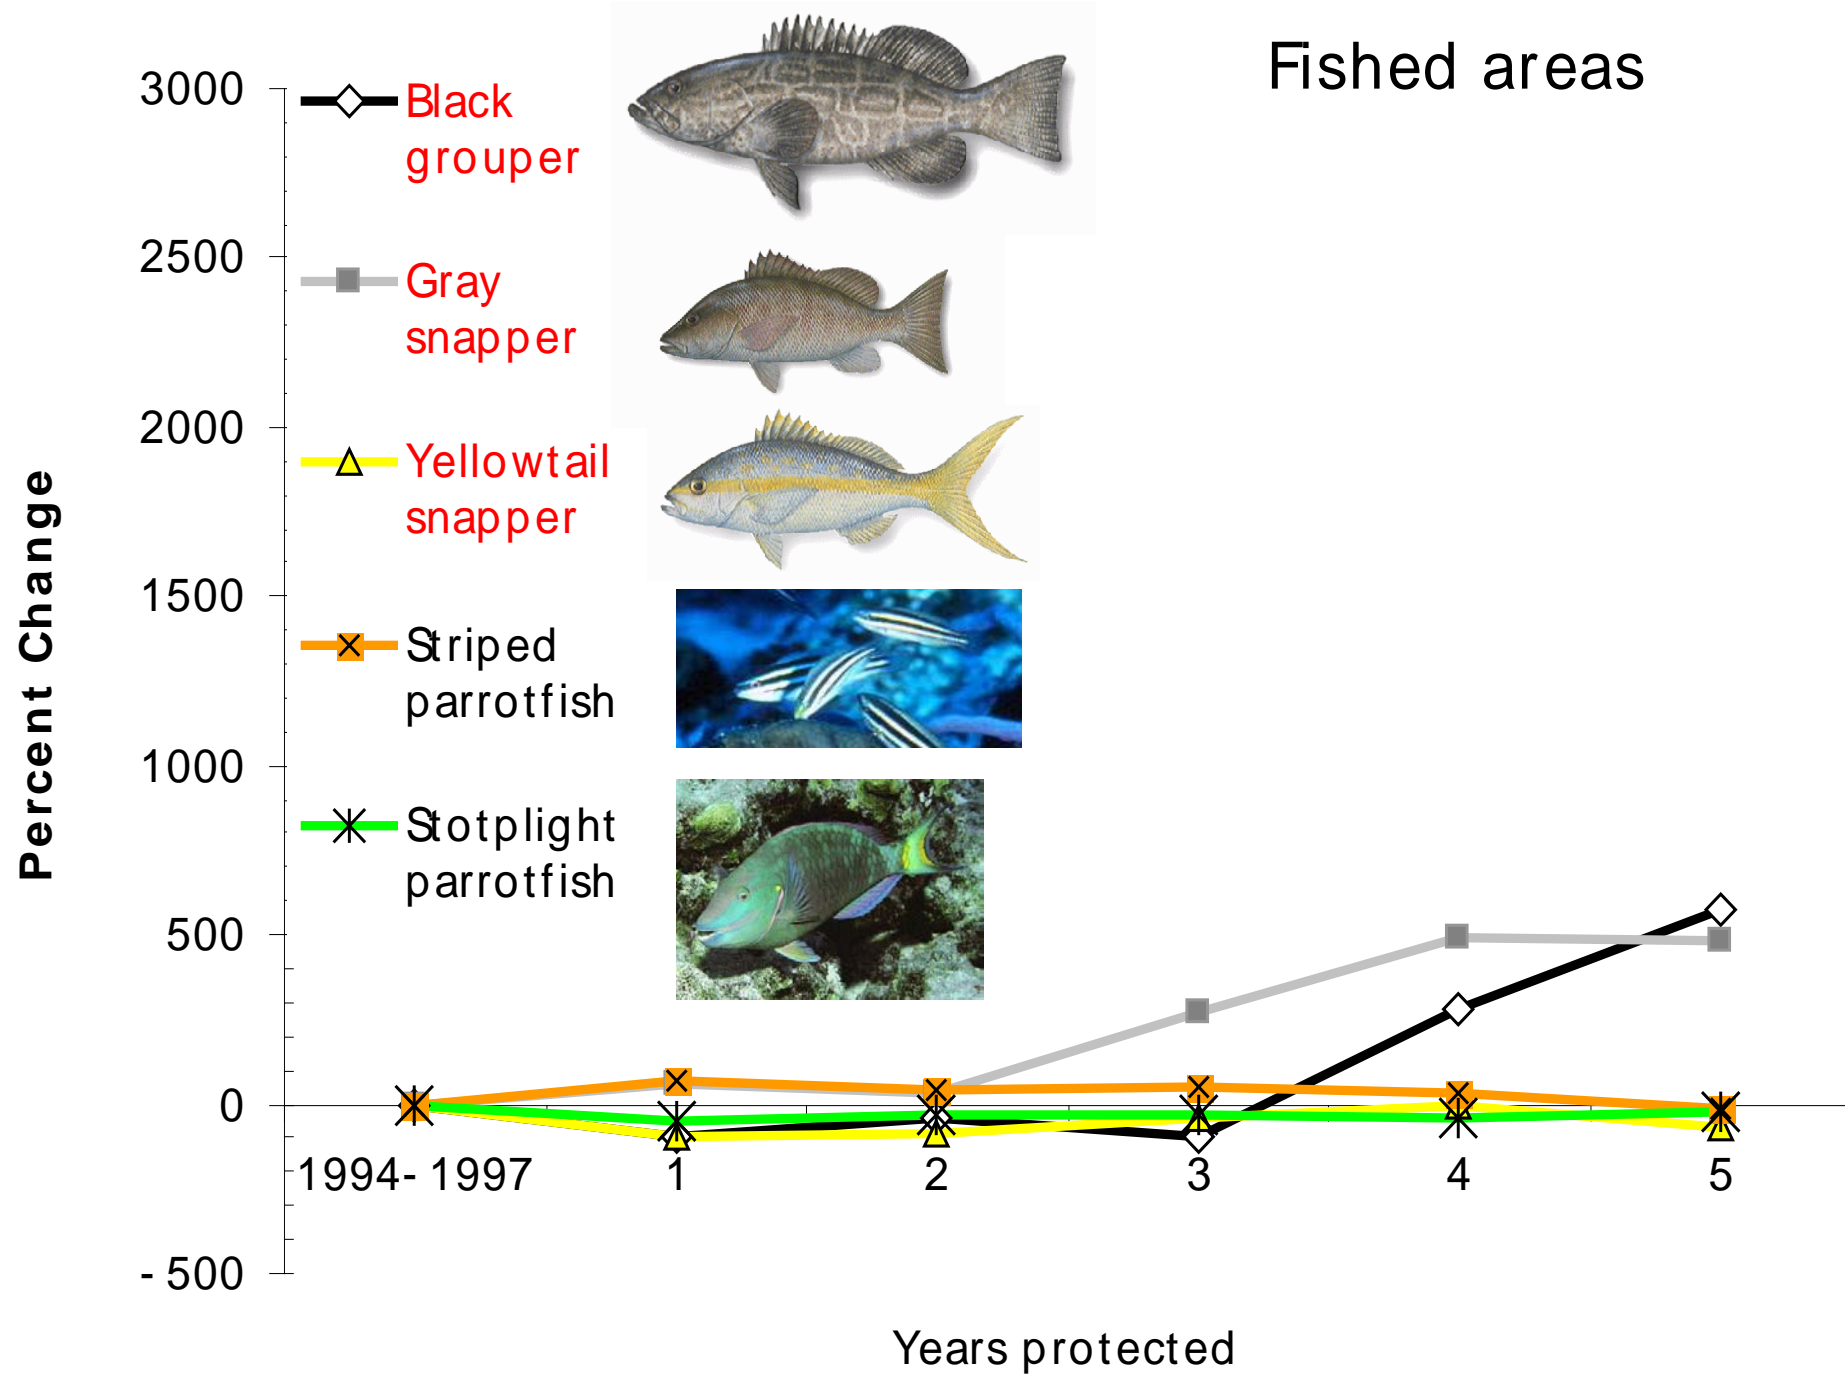 Fished areas
3000
2500
2000
1500
1000
500
0
- 500
Percent Change
Black
grouper
Gray
snapper
Yellowtail
snapper
Striped
parrotfish
Stotplight
parrotfish
1994- 1997 1 2 3 4 5
Years protected